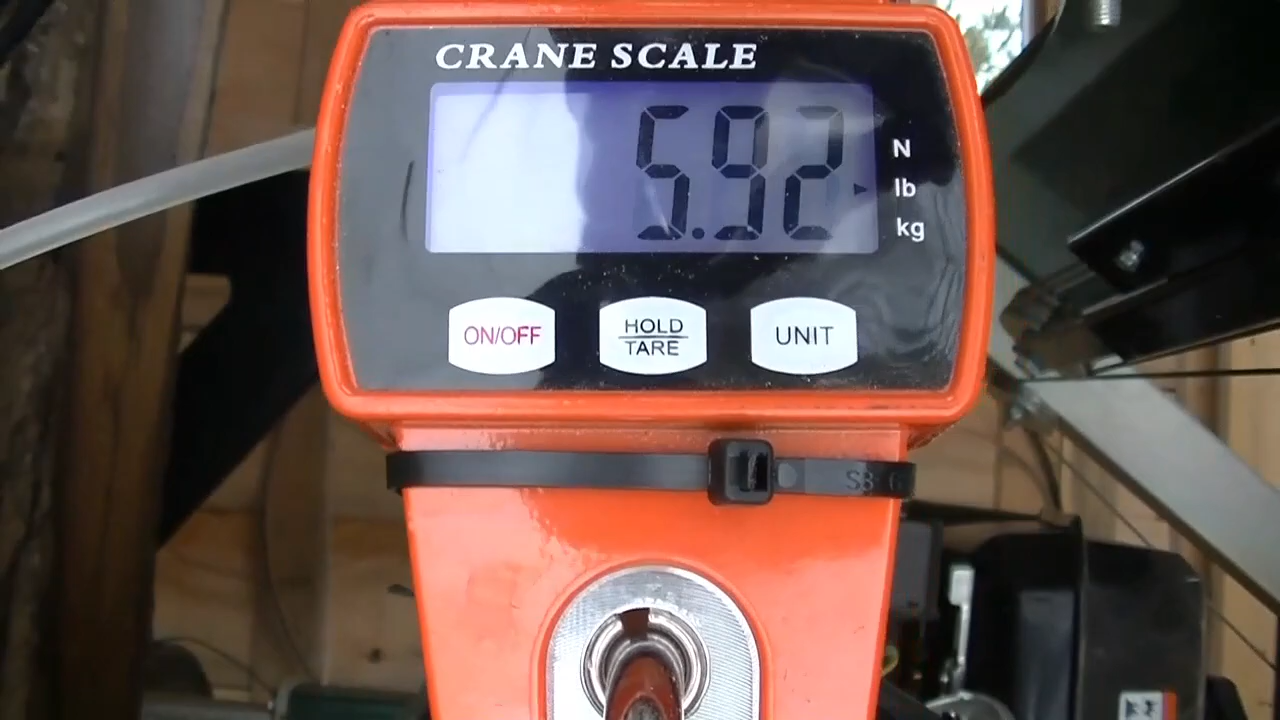 CRANE SCALE
5.92
N
lb
kg
ON/OFF
HOLD
TARE
UNIT